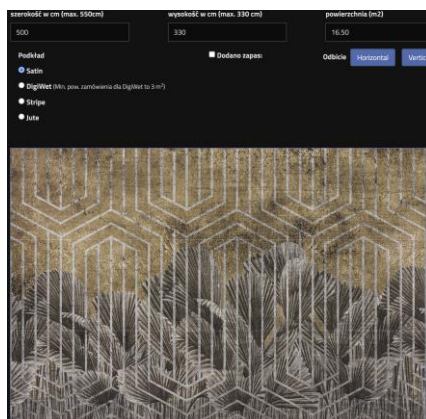 szerokość w cm (max. 550cm) wysokość w cm (max. 330 cm) powierzchnia (m2)
500 330 16.50
Podkład Dodano zapas: Odbicie Horizontal Vertic
Satin
DigiWet (Min. pow. zamówienia dla DigiWet to 3 m²)
Stripe
Jute